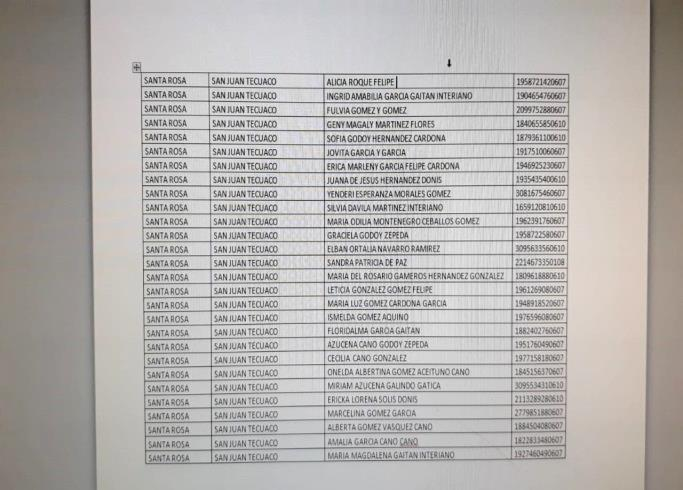 SANTA ROSA SAN JUAN TECUACO ALICIA ROQUE FELIPE 1958721420607
SANTA ROSA SAN JUAN TECUACO INGRID AMABILIA GARCIA GAITAN INTERIANO 1904654760607
SANTA ROSA SAN JUAN TECUACO FULVIA GOMEZ Y GOMEZ 2099752880607
SANTA ROSA SAN JUAN TECUACO GENY MAGALY MARTINEZ FLORES 1840655850610
SANTA ROSA SAN JUAN TECUACO SOFIA GODOY HERNANDEZ CARDONA 1879361100610
SANTA ROSA SAN JUAN TECUACO JOVITA GARCIA Y GARCIA 1917510060607
SANTA ROSA SAN JUAN TECUACO ERICA MARLENY GARCIA FELIPE CARDONA 1946925230607
SANTA ROSA SAN JUAN TECUACO JUANA DE JESUS HERNANDEZ DONIS 1935435400610
SANTA ROSA SAN JUAN TECUACO YENDERI ESPERANZA MORALES GOMEZ 3081675460607
SANTA ROSA SAN JUAN TECUACO SILVIA DAVILA MARTINEZ INTERIANO 1659120810610
SANTA ROSA SAN JUAN TECUACO MARIA ODILIA MONTENEGRO CEBALLOS GOMEZ 1962391760607
SANTA ROSA SAN JUAN TECUACO GRACIELA GODOY ZEPEDA 1958722580607
SANTA ROSA SAN JUAN TECUACO ELBAN ORTALIA NAVARRO RAMIREZ 3095633560610
SANTA ROSA SAN JUAN TECUACO SANDRA PATRICIA DE PAZ 2214673350108
SANTA ROSA SAN JUAN TECUACO MARIA DEL ROSARIO GAMEROS HERNANDEZ GONZALEZ 1809618880610
SANTA ROSA SAN JUAN TECUACO LETICIA GONZALEZ GOMEZ FELIPE 1961269080607
SANTA ROSA SAN JUAN TECUACO MARIA LUZ GOMEZ CARDONA GARCIA 1948918520607
SANTA ROSA SAN JUAN TECUACO ISMELDA GOMEZ AQUINO 1976596080607
SANTA ROSA SAN JUAN TECUACO FLORIDALMA GARCIA GAITAN 1882402760607
SANTA ROSA SAN JUAN TECUACO AZUCENA CANO GODOY ZEPEDA 1951760490607
SANTA ROSA SAN JUAN TECUACO CECILIA CANO GONZALEZ 1977158180607
SANTA ROSA SAN JUAN TECUACO ONELDA ALBERTINA GOMEZ ACEITUNO CANO 1845156370607
SANTA ROSA SAN JUAN TECUACO MIRIAM AZUCENA GALINDO GATICA 3095534310610
SANTA ROSA SAN JUAN TECUACO ERICKA LORENA SOLIS DONIS 2113289280610
SANTA ROSA SAN JUAN TECUACO MARCELINA GOMEZ GARCIA 2779851880607
SANTA ROSA SAN JUAN TECUACO ALBERTA GOMEZ VASQUEZ CANO 1884504080607
SANTA ROSA SAN JUAN TECUACO AMALIA GARCIA CANO CANO 1822833480607
SANTA ROSA SAN JUAN TECUACO MARIA MAGDALENA GAITAN INTERIANO 1927460490607